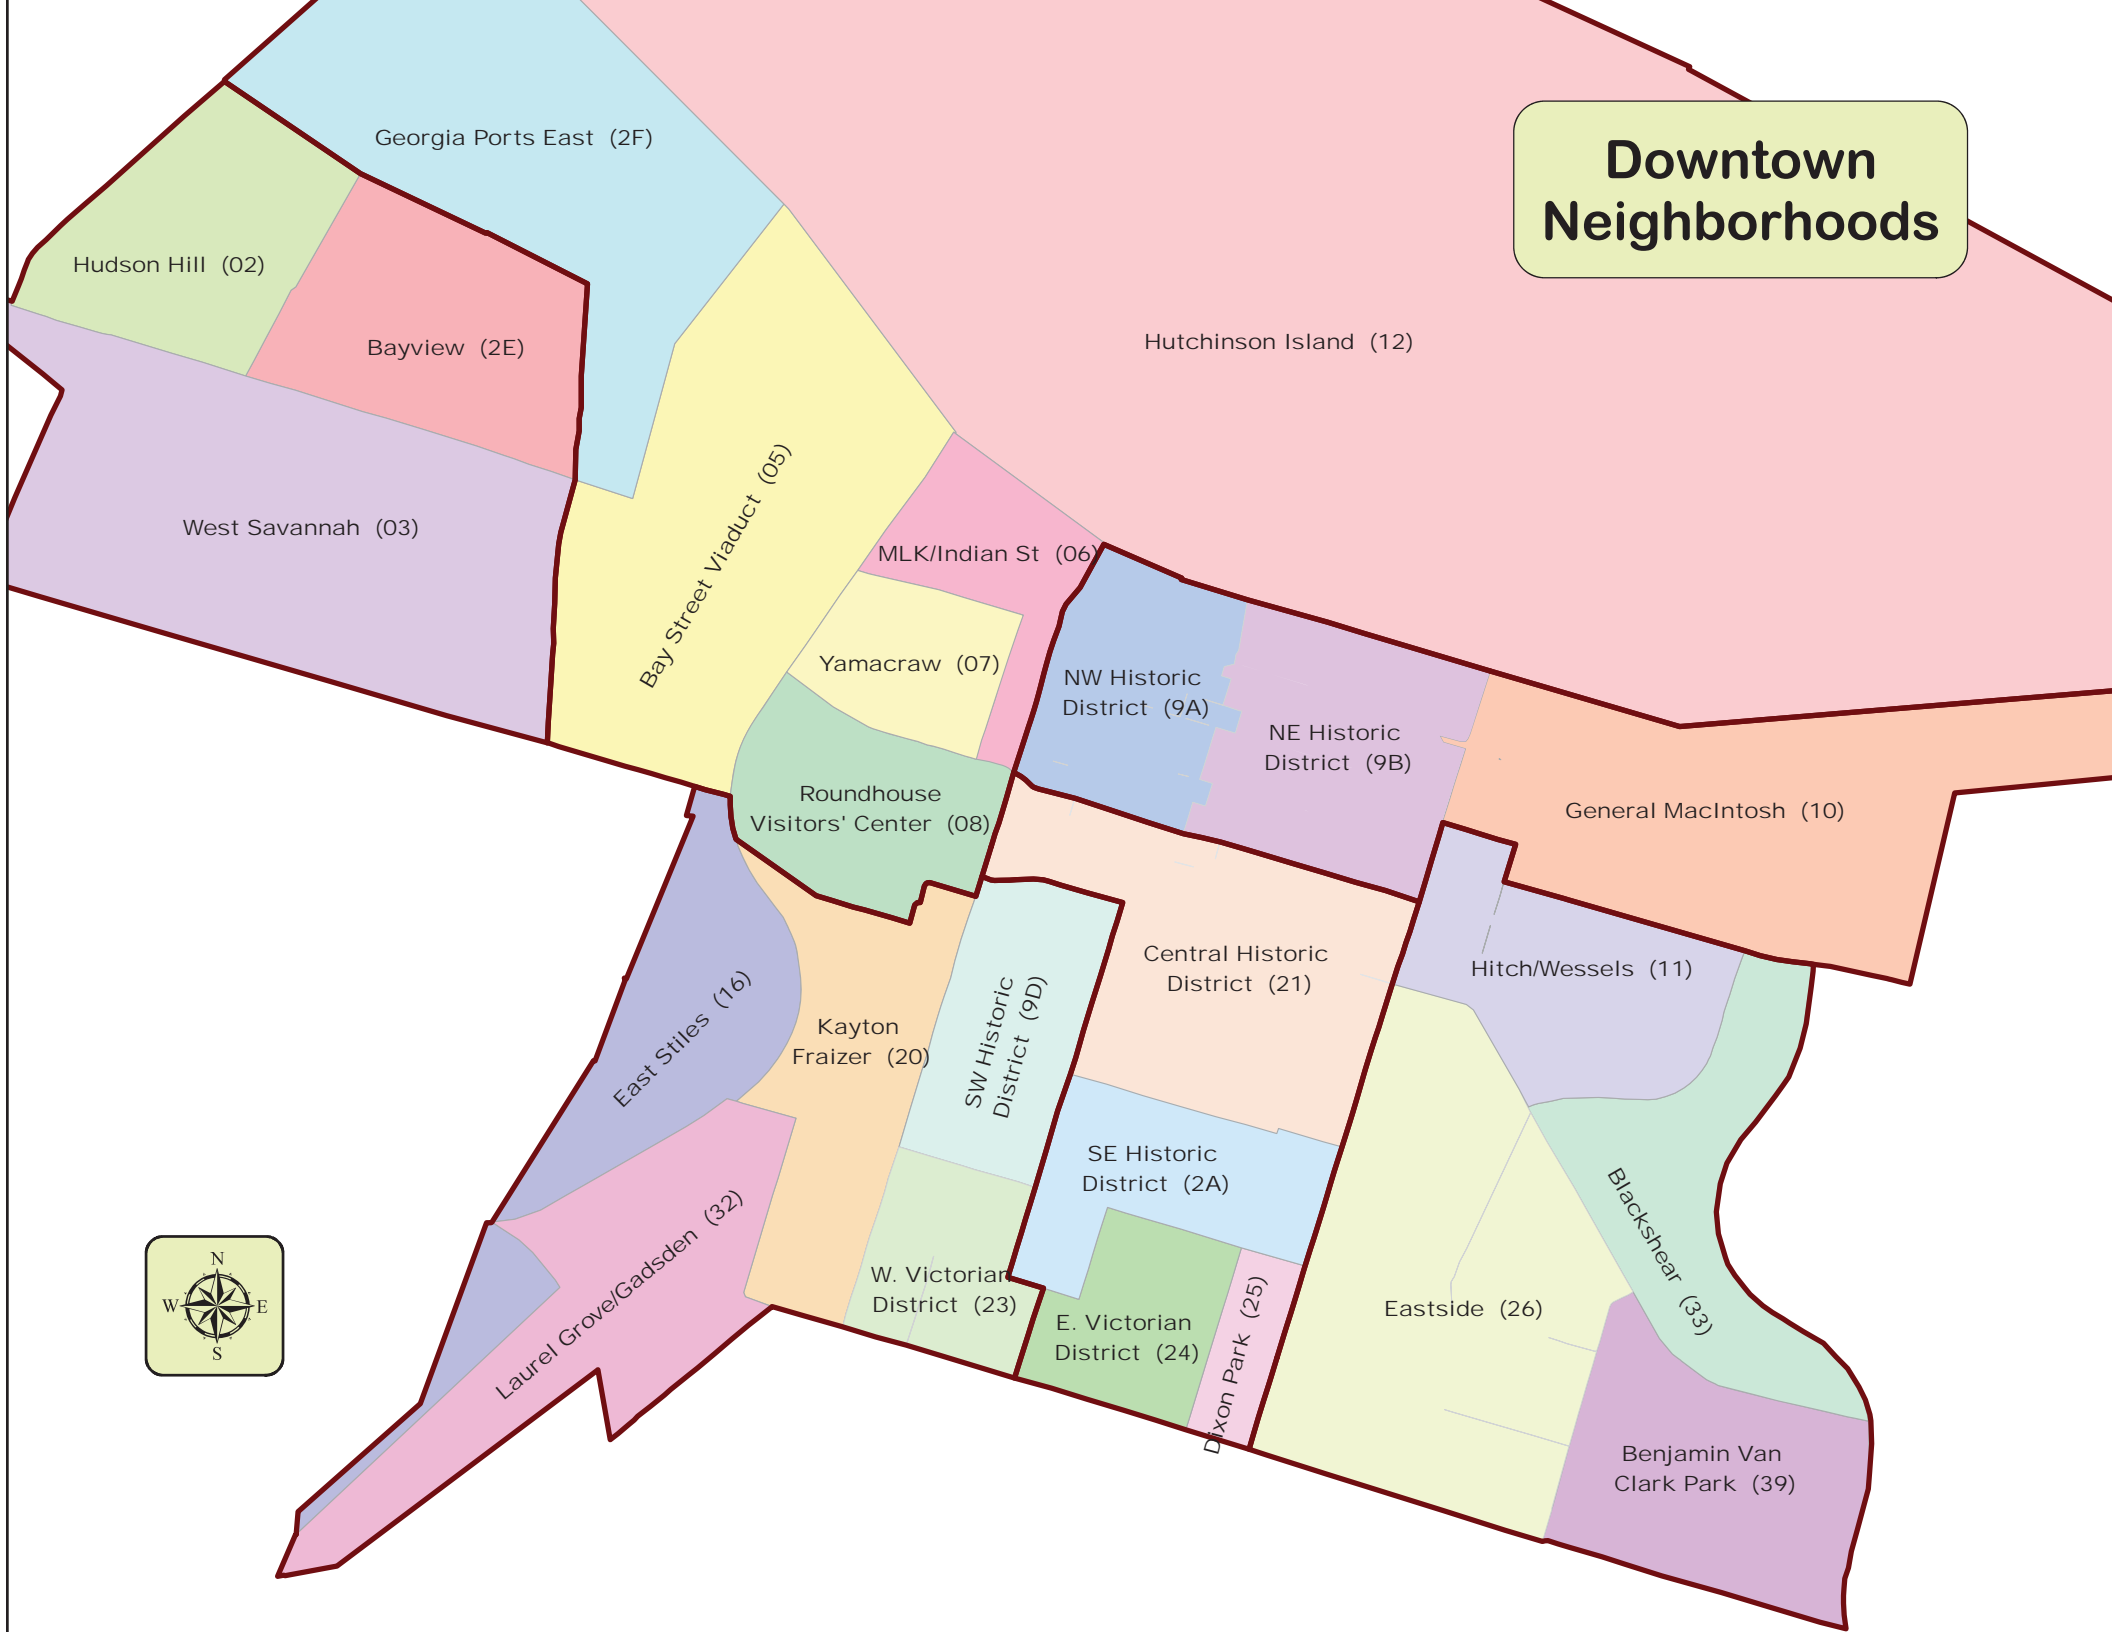 Downtown
Neighborhoods
Georgia Ports East (2F)
Hudson Hill (02)
Bayview (2E)
Hutchinson Island (12)
West Savannah (03)
Bay Street Viaduct (05)
MLK/Indian St (06)
Yamacraw (07)
NW Historic
District (9A)
NE Historic
District (9B)
Roundhouse
Visitors' Center (08)
General MacIntosh (10)
Central Historic
District (21)
Hitch/Wessels (11)
East Stiles (16)
Kayton
Fraizer (20)
SW Historic
District (9D)
SE Historic
District (2A)
Laurel Grove/Gadsden (32)
Blackshear (33)
W. Victorian
District (23)
E. Victorian
District (24)
Dixon Park (25)
Eastside (26)
Benjamin Van
Clark Park (39)
N
W
E
S